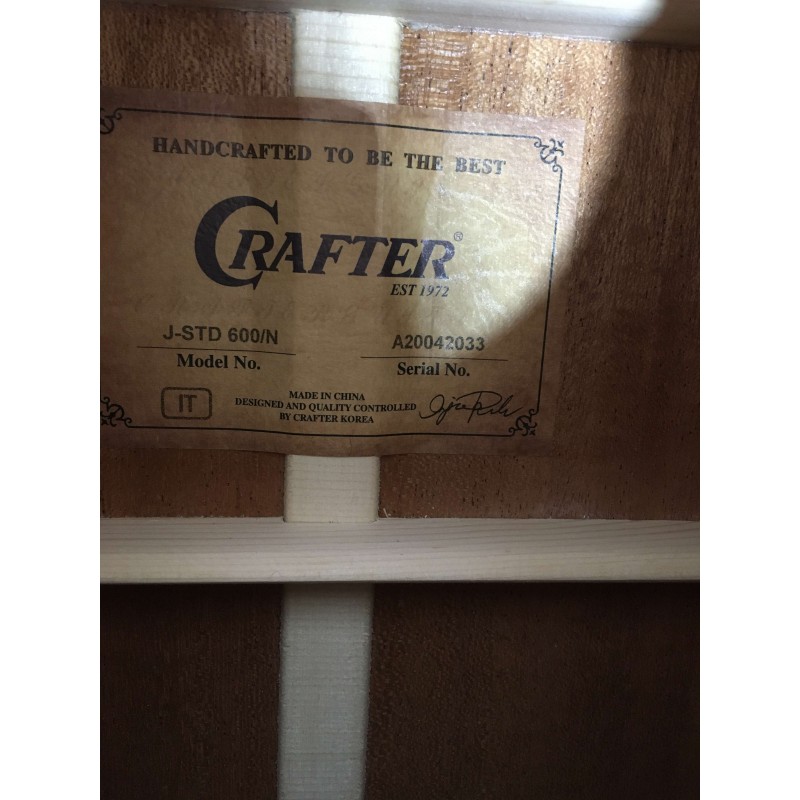 HANDCRAFTED TO BE THE BEST
CRAFTER®
EST 1972
J-STD 600/N
A20042033
Model No.
Serial No.
IT
MADE IN CHINA
DESIGNED AND QUALITY CONTROLLED
BY CRAFTER KOREA